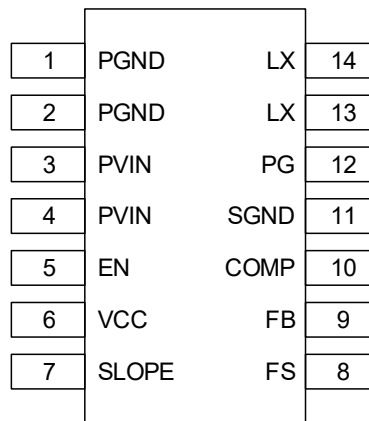 1 PGND LX 14
2 PGND LX 13
3 PVIN PG 12
4 PVIN SGND 11
5 EN COMP 10
6 VCC FB 9
7 SLOPE FS 8